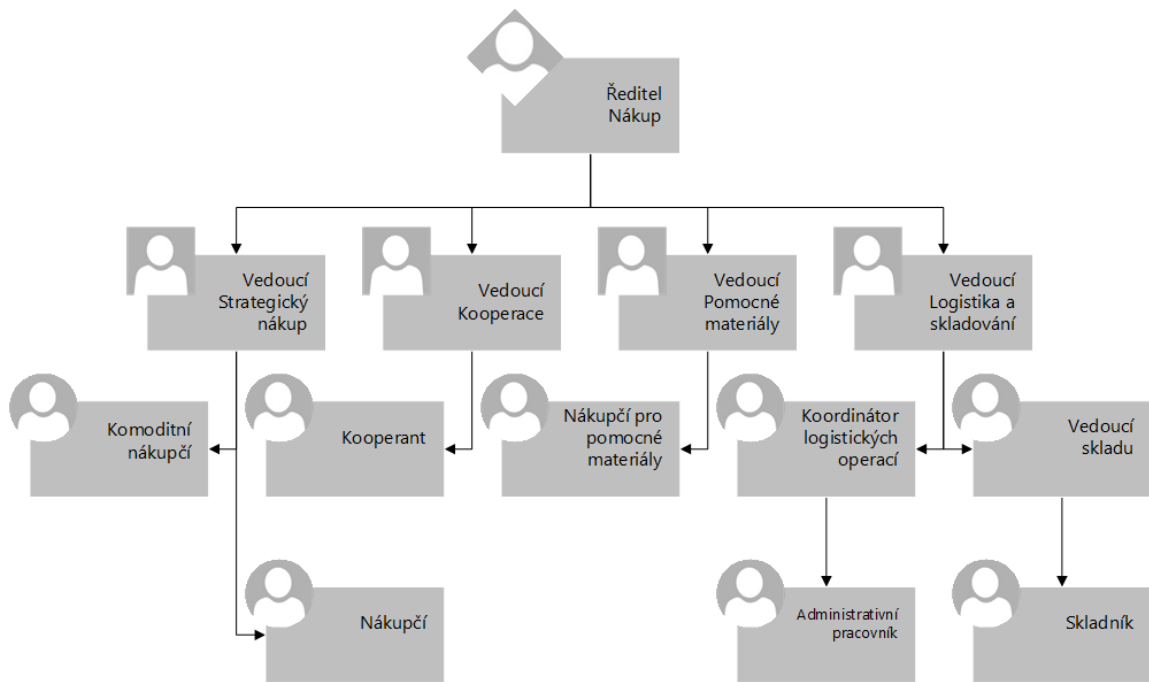 Ředitel
Nákup
Vedoucí
Strategický
nákup
Vedoucí
Kooperace
Vedoucí
Pomocné
materiály
Vedoucí
Logistika a
skladování
Komoditní
nákupčí
Kooperant
Nákupčí pro
pomocné
materiály
Koordinátor
logistických
operací
Vedoucí
skladu
Nákupčí
Administrativní
pracovník
Skladník